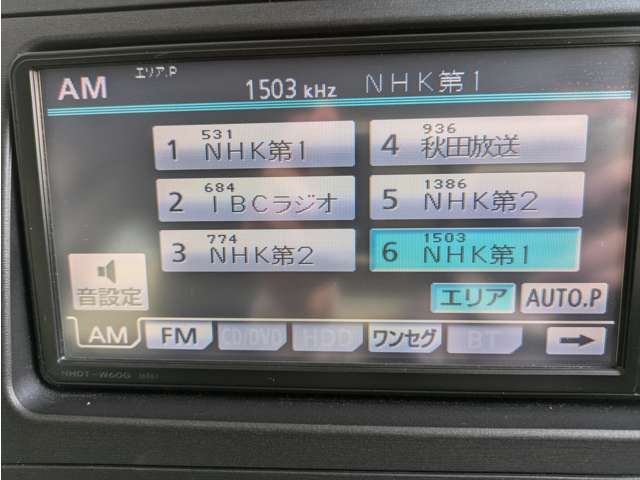 AM エリア.P 1503 kHz NHK第1
1 531 NHK第1
4 936 秋田放送
2 684 IBCラジオ
5 1386 NHK第2
3 774 NHK第2
6 1503 NHK第1
音設定
エリア AUTO.P
AM FM CD/DVD HDD ワンセグ BT
NHDT-W60G